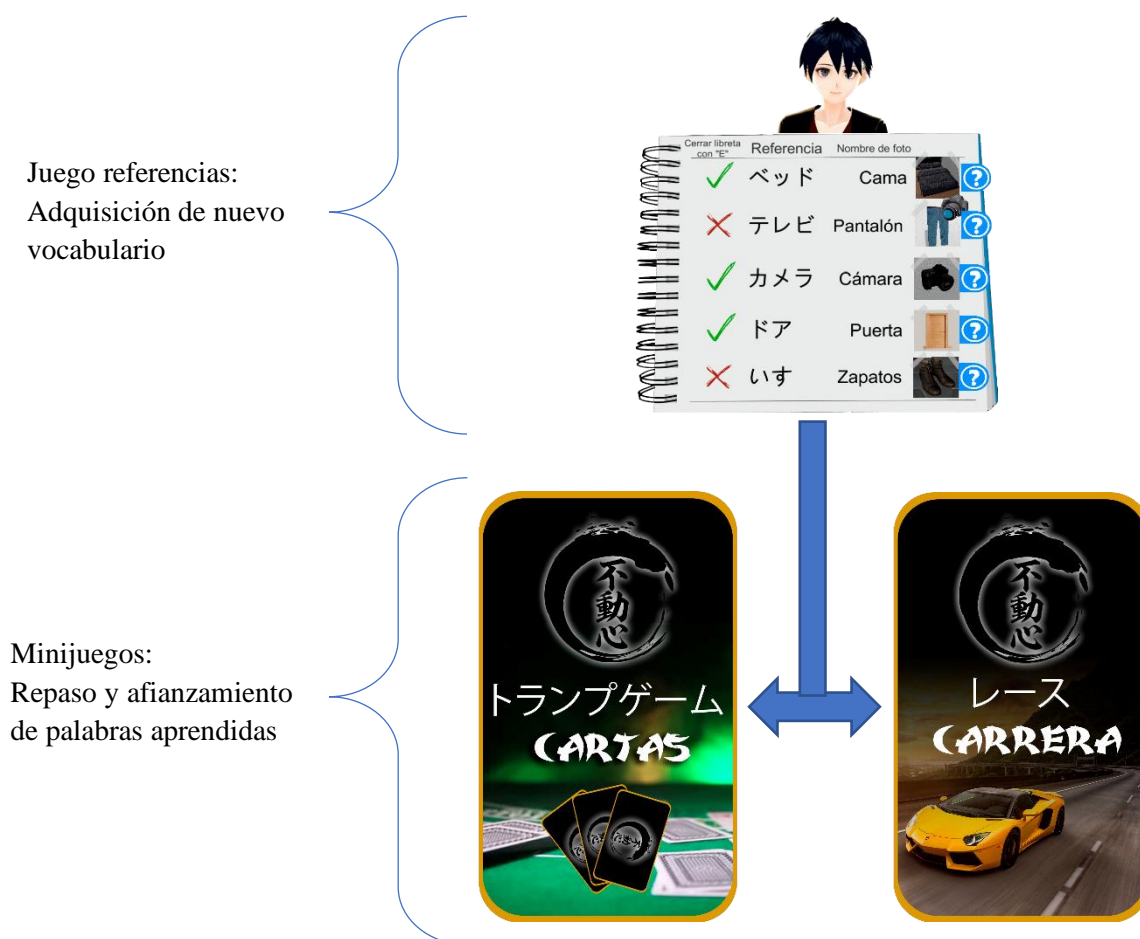 Juego referencias:
Adquisición de nuevo
vocabulario
Cerrar libreta
con "E"
Referencia
Nombre de foto
ベッド
Cama
?
テレビ
Pantalón
?
カメラ
Cámara
?
ドア
Puerta
?
いす
Zapatos
?
Minijuegos:
Repaso y afianzamiento
de palabras aprendidas
不動心
トランプゲーム
CARTAS
不動心
レース
CARRERA